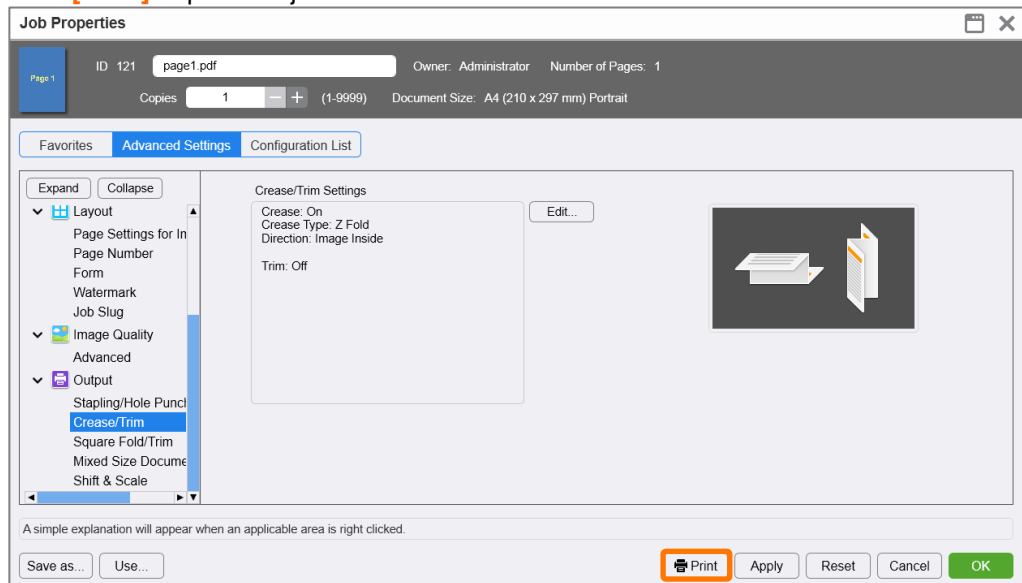 Job Properties
Page 1
ID 121 page1.pdf Owner: Administrator Number of Pages: 1
Copies 1 − + (1-9999) Document Size: A4 (210 x 297 mm) Portrait
Favorites Advanced Settings Configuration List
Expand Collapse
Layout
Page Settings for In
Page Number
Form
Watermark
Job Slug
Image Quality
Advanced
Output
Stapling/Hole Punch
Crease/Trim
Square Fold/Trim
Mixed Size Docume
Shift & Scale
Crease/Trim Settings
Crease: On
Crease Type: Z Fold
Direction: Image Inside
Trim: Off
Edit...
A simple explanation will appear when an applicable area is right clicked.
Save as... Use... Print Apply Reset Cancel OK